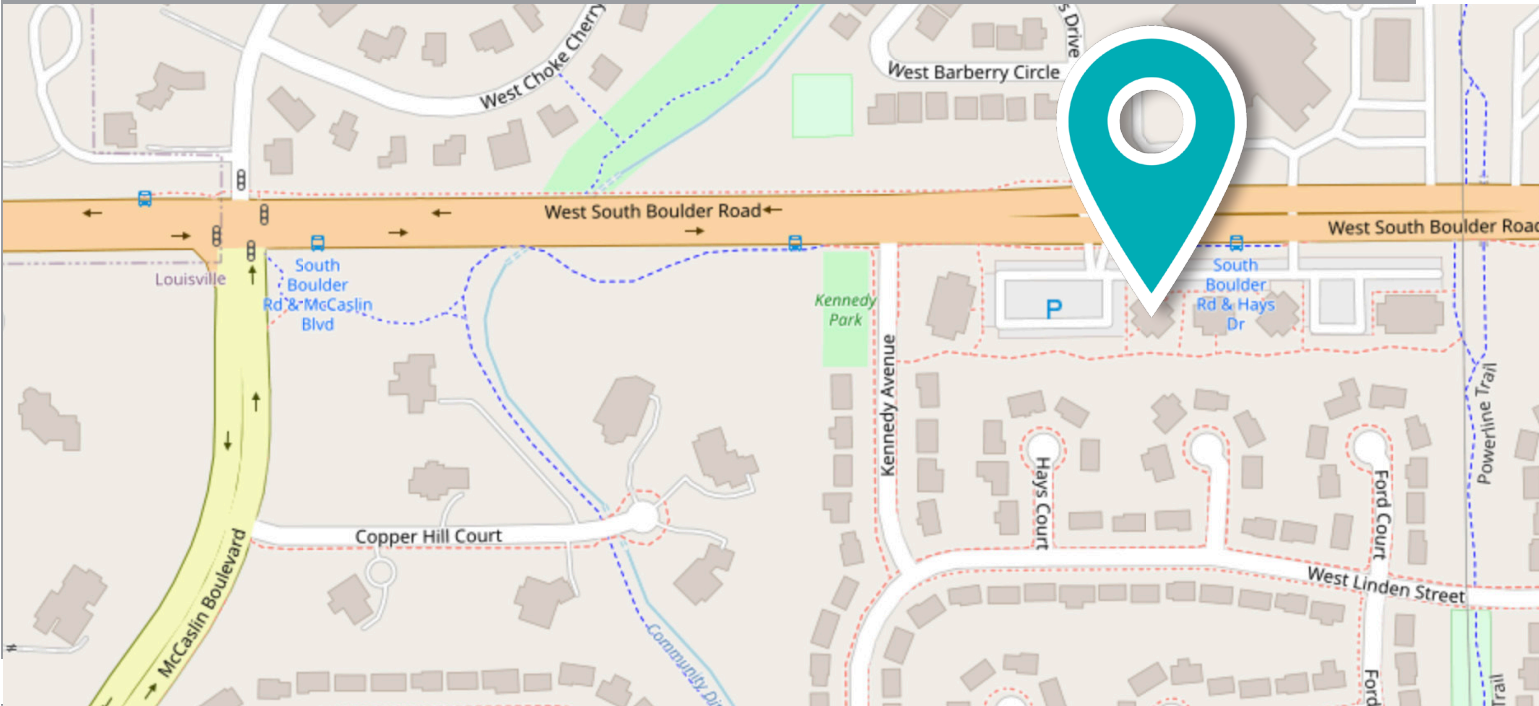 West Choke Cherry
s Drive
West Barberry Circle
West South Boulder Road
West South Boulder Road
Louisville
South
Boulder
Rd & McCaslin
Blvd
Kennedy
Park
P
South
Boulder
Rd & Hays
Dr
Kennedy Avenue
Powerline Trail
Hays Court
Ford Court
Copper Hill Court
McCaslin Boulevard
West Linden Street
Community Di
Ford
Trail